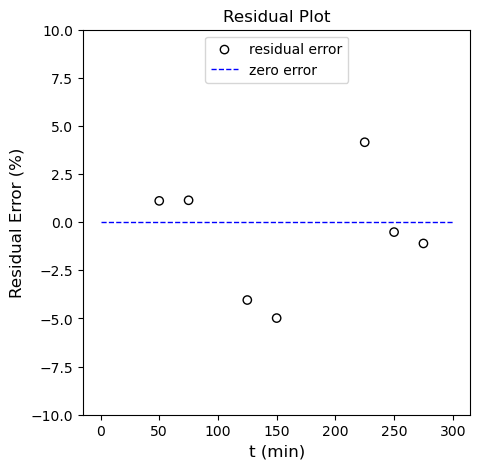 Residual Plot
residual error
zero error
10.0
7.5
5.0
2.5
0.0
−2.5
−5.0
−7.5
−10.0
Residual Error (%)
0 50 100 150 200 250 300
t (min)